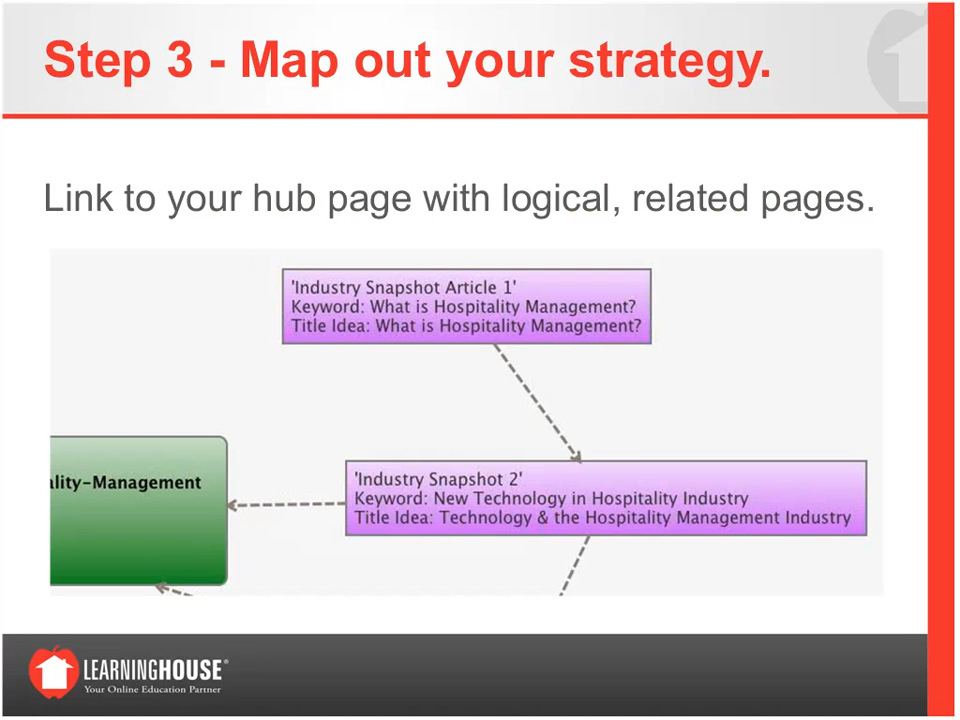 Step 3 - Map out your strategy.
Link to your hub page with logical, related pages.
'Industry Snapshot Article 1'
Keyword: What is Hospitality Management?
Title Idea: What is Hospitality Management?
ality-Management
'Industry Snapshot 2'
Keyword: New Technology in Hospitality Industry
Title Idea: Technology & the Hospitality Management Industry
LEARNINGHOUSE®
Your Online Education Partner